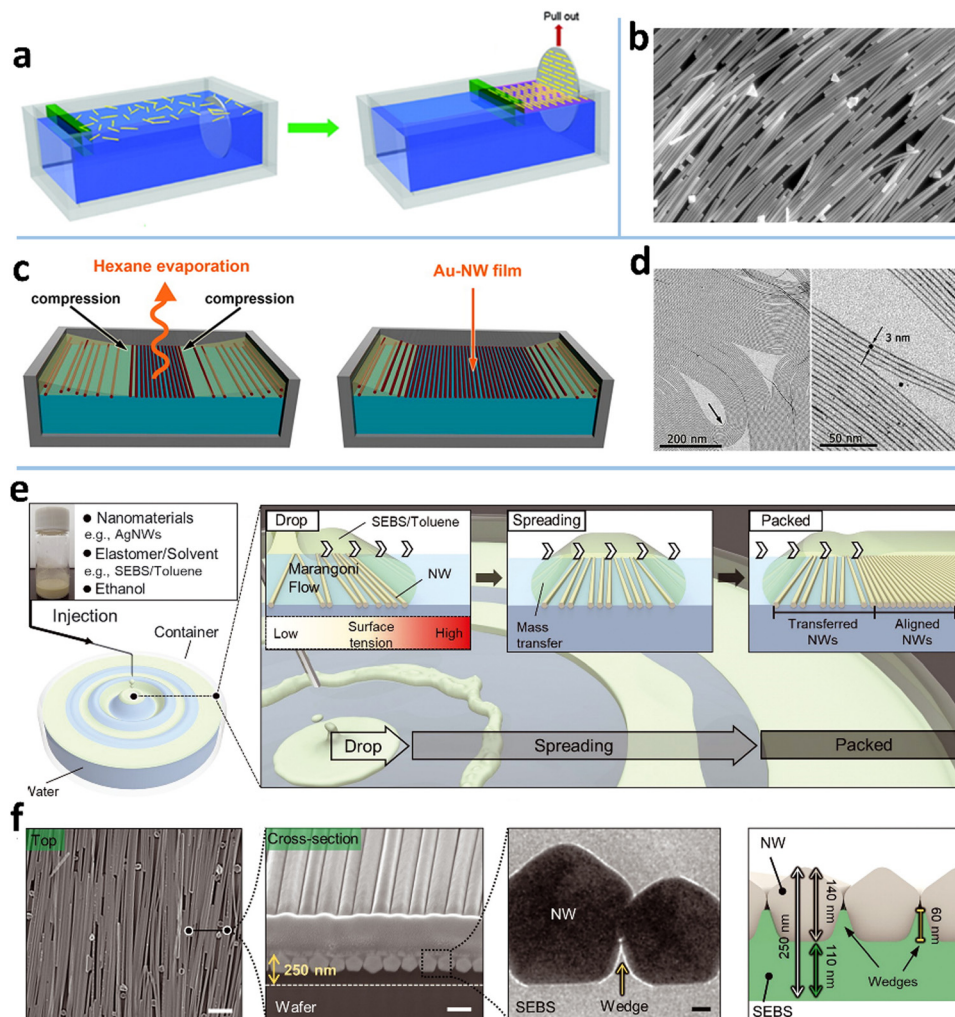 a
Pull out
b
c
Hexane evaporation
compression
compression
Au-NW film
d
200 nm
3 nm
50 nm
e
Nanomaterials
e.g., AgNWs
Elastomer/Solvent
e.g., SEBS/Toluene
Ethanol
Injection
Container
Water
Drop
SEBS/Toluene
Marangoni
Flow
NW
Low
Surface
tension
High
Spreading
Mass
transfer
Packed
Transferred
NWs
Aligned
NWs
Drop
Spreading
Packed
f
Top
Cross-section
250 nm
Wafer
NW
SEBS
Wedge
NW
250 nm
140 nm
110 nm
60 nm
Wedges
SEBS